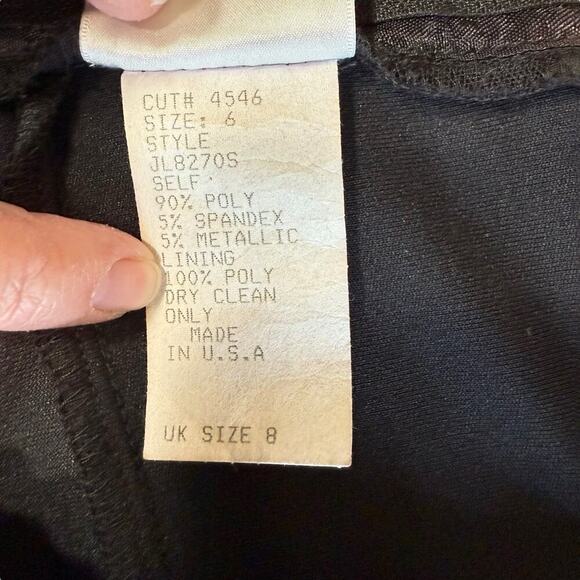 CUT# 4546
SIZE: 6
STYLE
JL8270S
SELF
90% POLY
5% SPANDEX
5% METALLIC
LINING
100% POLY
DRY CLEAN
ONLY
MADE
IN U.S.A
UK SIZE 8